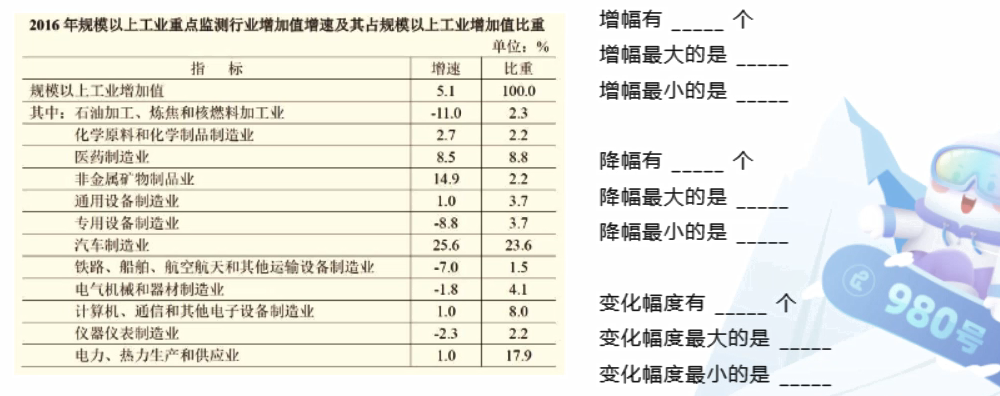 2016 年规模以上工业重点监测行业增加值增速及其占规模以上工业增加值比重
单位：%
指 标 增速 比重
规模以上工业增加值 5.1 100.0
其中：石油加工、炼焦和核燃料加工业 -11.0 2.3
化学原料和化学制品制造业 2.7 2.2
医药制造业 8.5 8.8
非金属矿物制品业 14.9 2.2
通用设备制造业 1.0 3.7
专用设备制造业 -8.8 3.7
汽车制造业 25.6 23.6
铁路、船舶、航空航天和其他运输设备制造业 -7.0 1.5
电气机械和器材制造业 -1.8 4.1
计算机、通信和其他电子设备制造业 1.0 8.0
仪器仪表制造业 -2.3 2.2
电力、热力生产和供应业 1.0 17.9
增幅有 _____ 个
增幅最大的是 _____
增幅最小的是 _____
降幅有 _____ 个
降幅最大的是 _____
降幅最小的是 _____
变化幅度有 _____ 个
变化幅度最大的是 _____
变化幅度最小的是 _____
980号